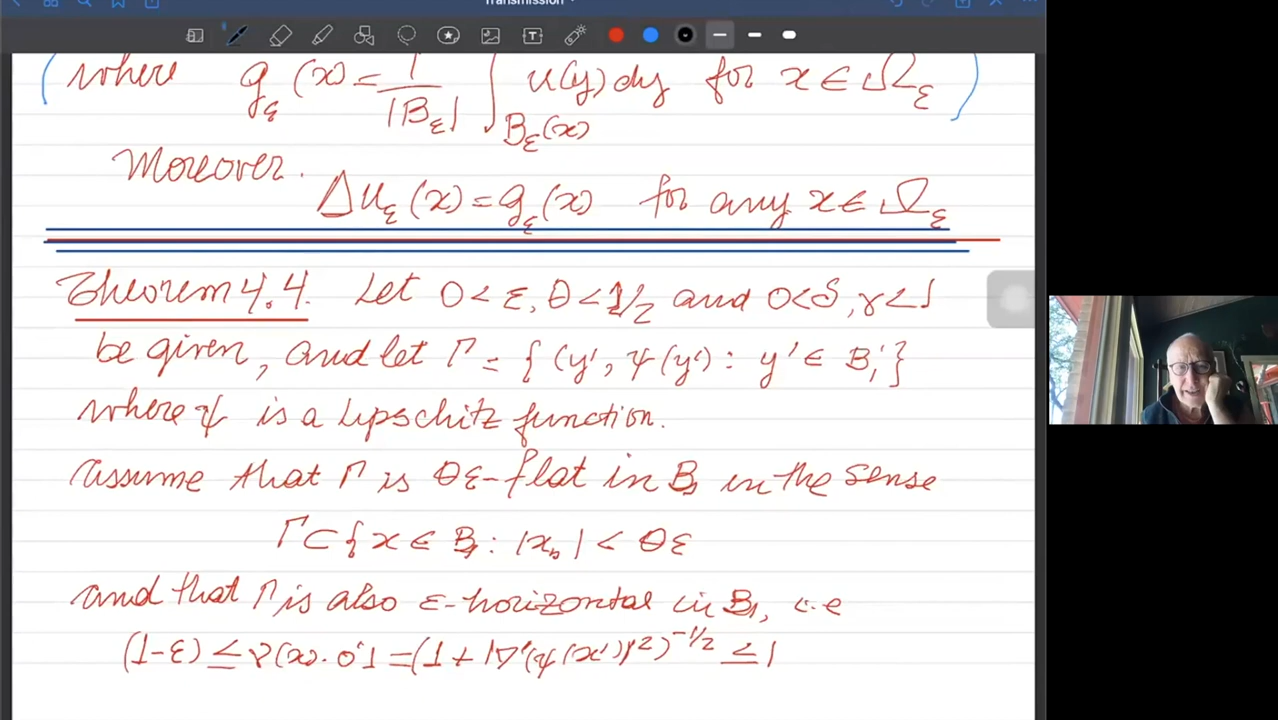 Transmission
where g_ε (x) = 1/|B_ε| ∫_{B_ε(x)} u(y) dy for x ∈ Ω_ε
Moreover.
Δu_ε (x) = g_ε (x) for any x ∈ Ω_ε
Theorem 4.4. Let 0 < ε, θ < 1/2 and 0 < δ, γ < 1
be given, and let Γ = { (y', ψ(y') : y' ∈ B'_1 }
where ψ is a Lipschitz function.
Assume that Γ is θε-flat in B_1 in the sense
Γ ⊂ { x ∈ B_1 : |x_n| < θε
and that Γ is also ε-horizontal in B_1, i.e
(1-ε) ≤ ν(x)· = (1 + |∇'(ψ(x')|²)^{-1/2} ≤ 1